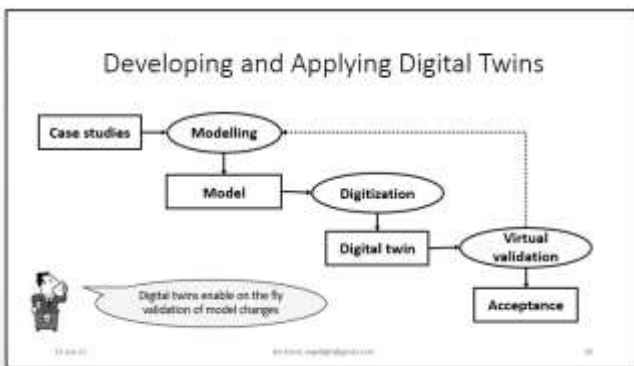 Developing and Applying Digital Twins
Case studies
Modelling
Model
Digitization
Digital twin
Virtual
validation
Acceptance
Digital twins enable on the fly
validation of model changes